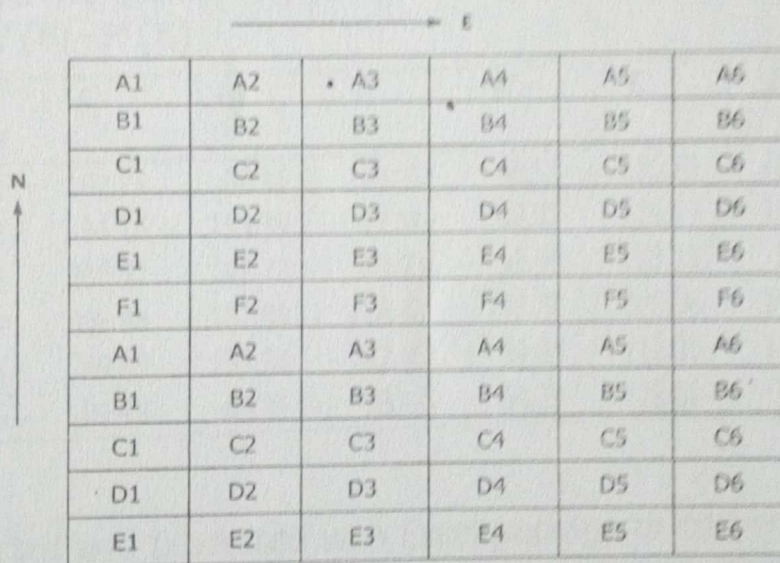 E
A1 A2 A3 A4 A5 A6
B1 B2 B3 B4 B5 B6
C1 C2 C3 C4 C5 C6
N
D1 D2 D3 D4 D5 D6
E1 E2 E3 E4 E5 E6
F1 F2 F3 F4 F5 F6
A1 A2 A3 A4 A5 A6
B1 B2 B3 B4 B5 B6
C1 C2 C3 C4 C5 C6
D1 D2 D3 D4 D5 D6
E1 E2 E3 E4 E5 E6